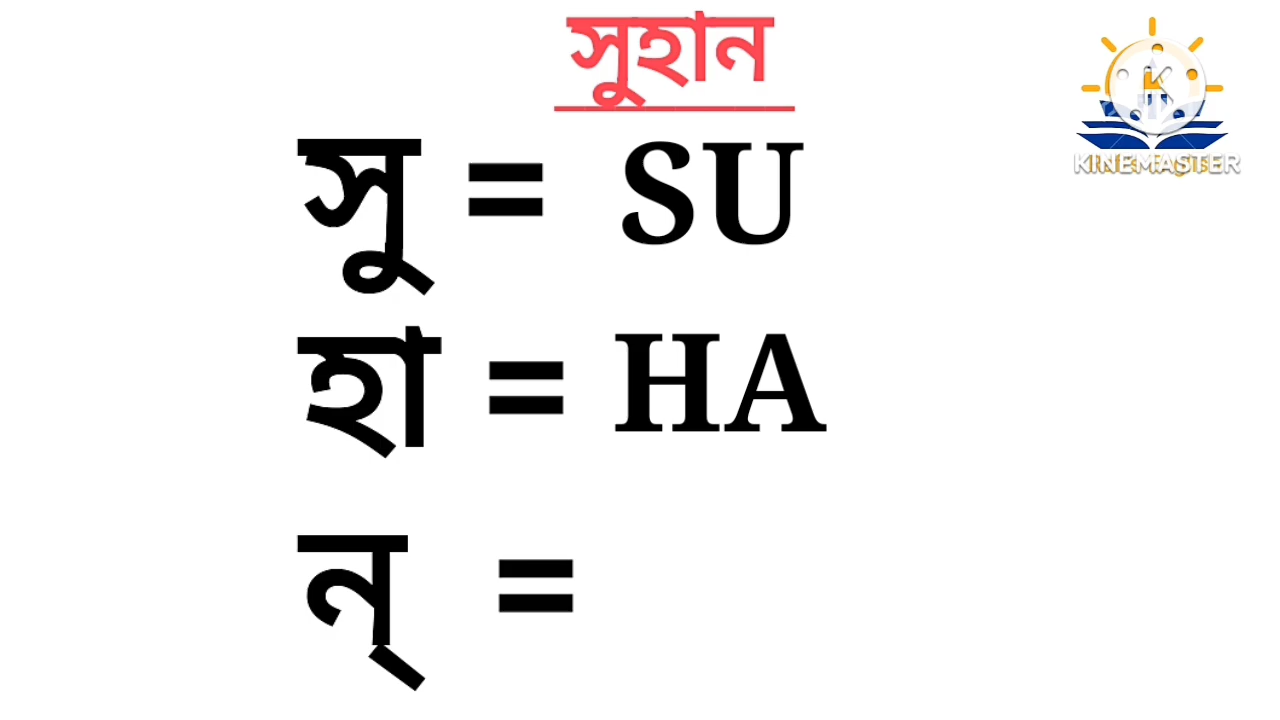 সুহান
সু = SU
হা = HA
ন্ =
KINEMASTER